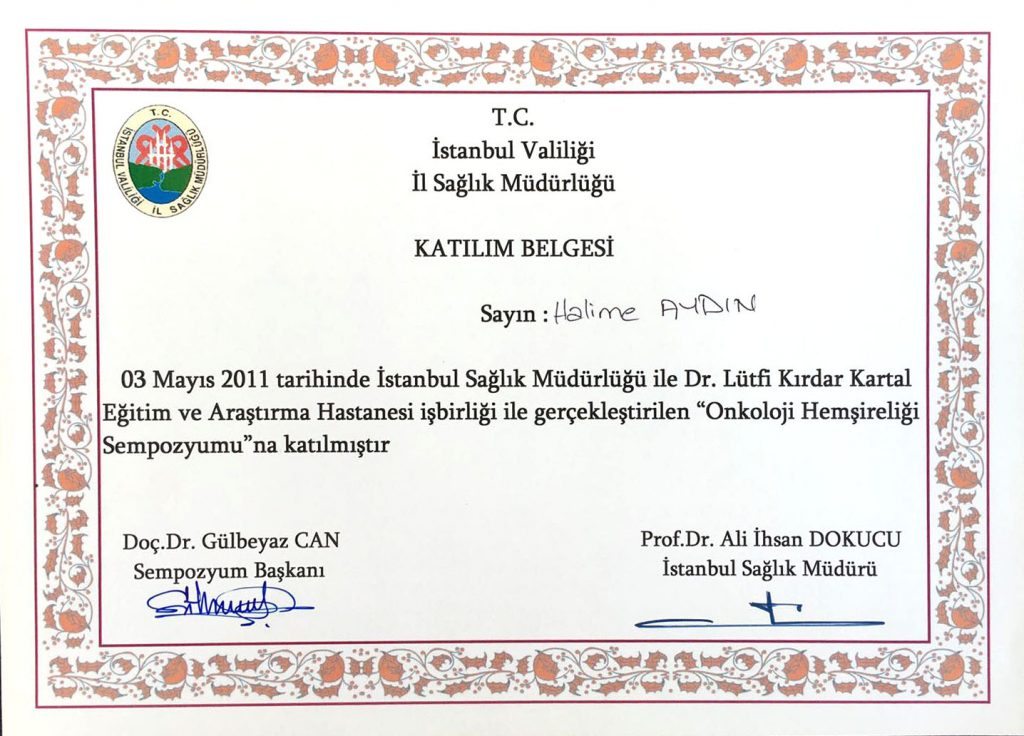 T.C.
İSTANBUL VALİLİĞİ İL SAĞLIK MÜDÜRLÜĞÜ
T.C.
İstanbul Valiliği
İl Sağlık Müdürlüğü
KATILIM BELGESİ
Sayın : Halime AYDIN
03 Mayıs 2011 tarihinde İstanbul Sağlık Müdürlüğü ile Dr. Lütfi Kırdar Kartal
Eğitim ve Araştırma Hastanesi işbirliği ile gerçekleştirilen “Onkoloji Hemşireliği
Sempozyumu”na katılmıştır
Doç.Dr. Gülbeyaz CAN
Sempozyum Başkanı
Prof.Dr. Ali İhsan DOKUCU
İstanbul Sağlık Müdürü